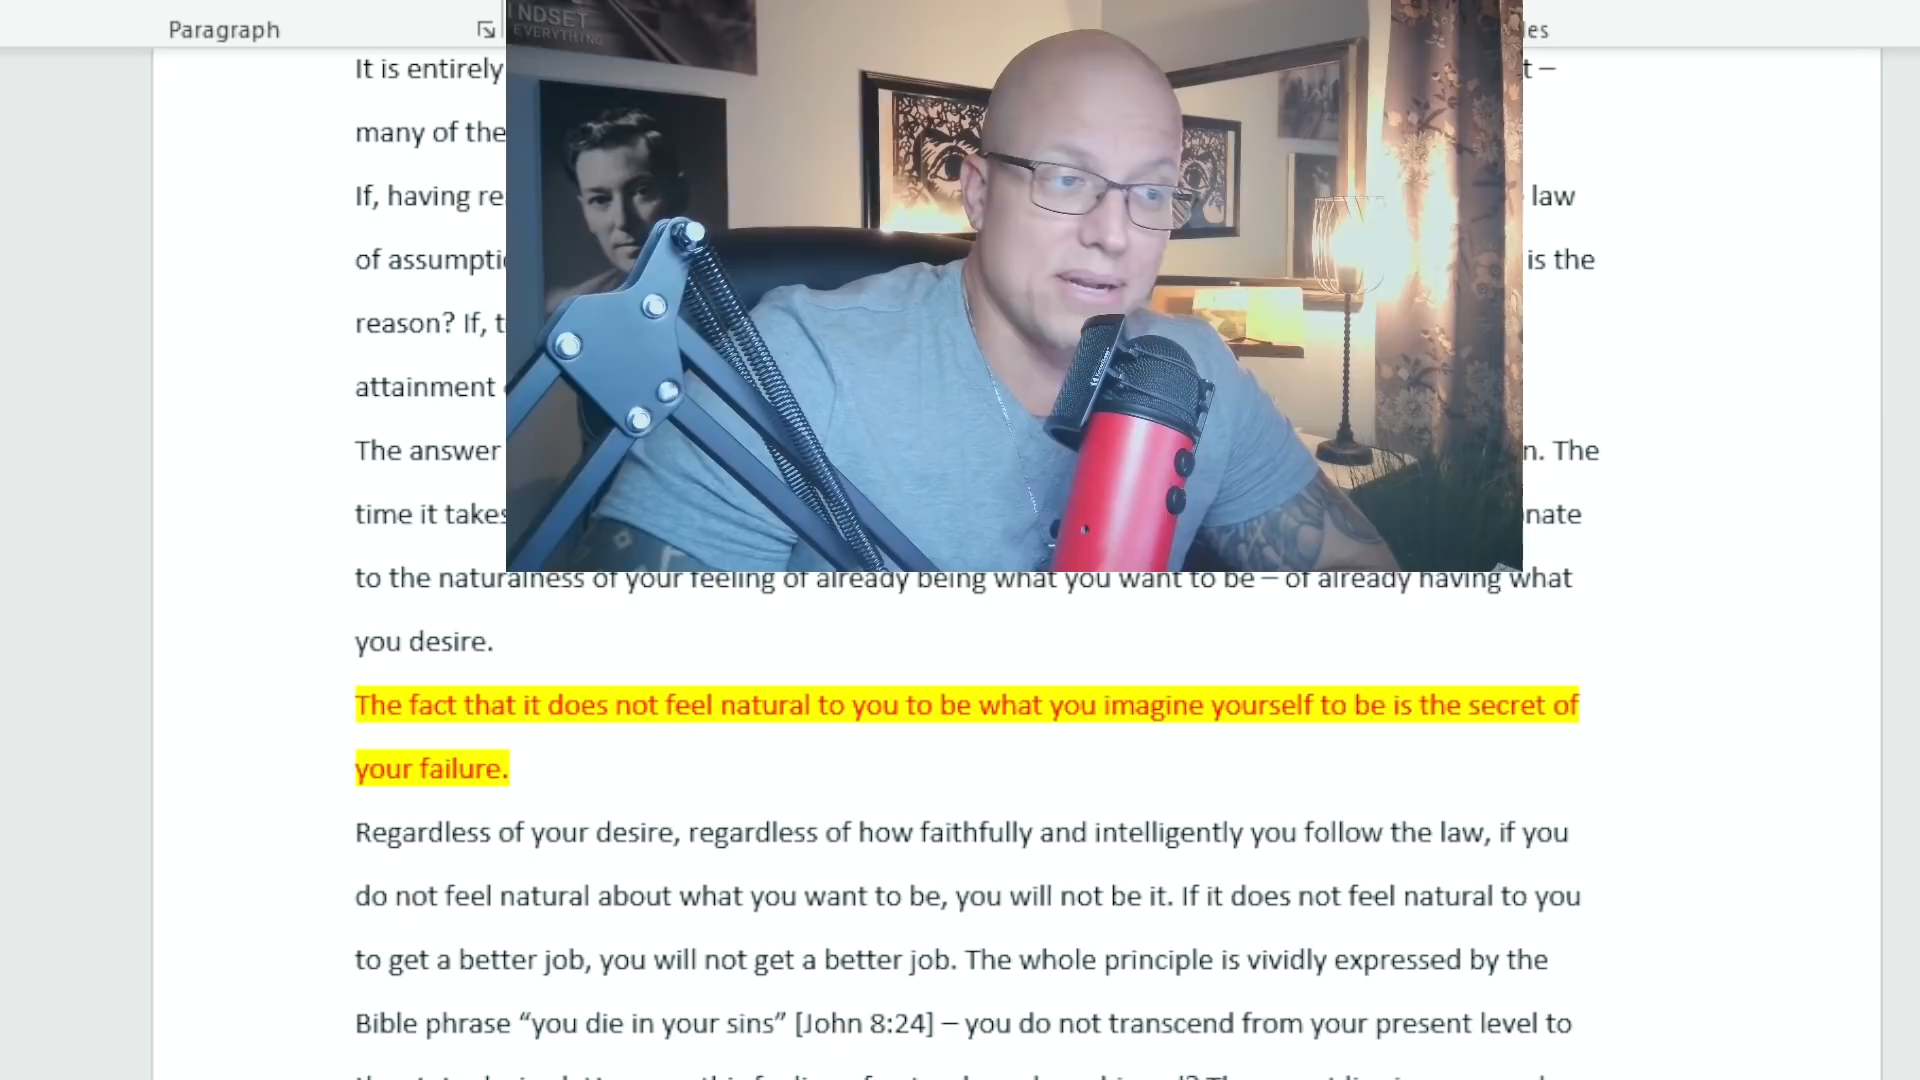 Paragraph
les
NDSET
EVERYTHING
It is entirely t –
many of the
If, having re law
of assumpti is the
reason? If, t
attainment
The answer n. The
time it takes nate
to the naturalness of your feeling of already being what you want to be – of already having what
you desire.
The fact that it does not feel natural to you to be what you imagine yourself to be is the secret of
your failure.
Regardless of your desire, regardless of how faithfully and intelligently you follow the law, if you
do not feel natural about what you want to be, you will not be it. If it does not feel natural to you
to get a better job, you will not get a better job. The whole principle is vividly expressed by the
Bible phrase “you die in your sins” [John 8:24] – you do not transcend from your present level to